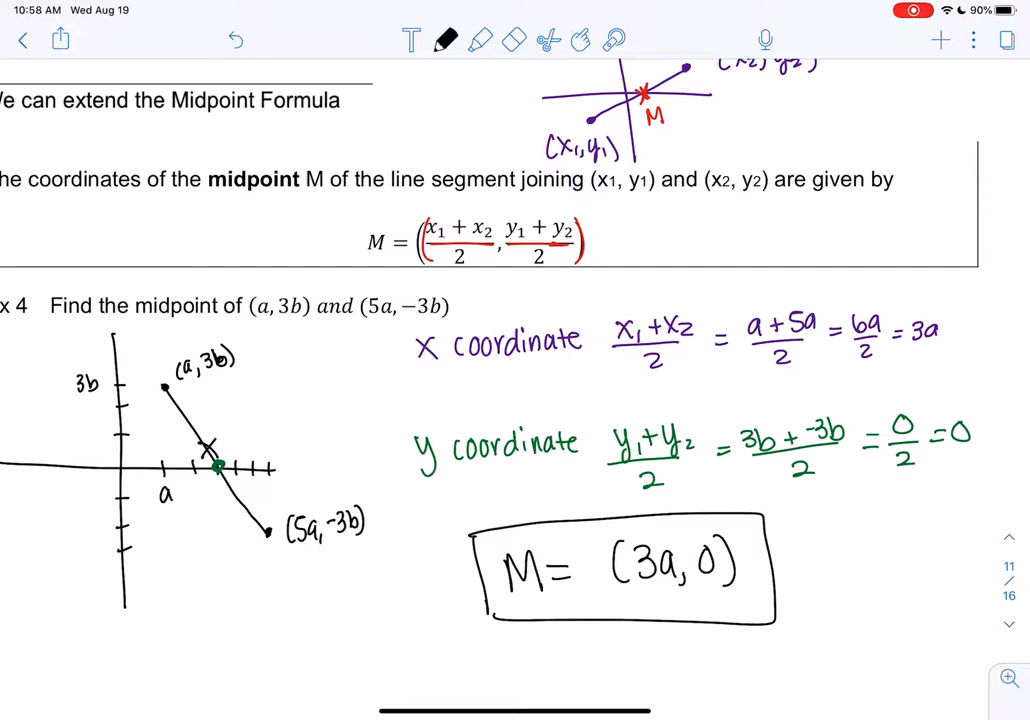 10:58 AM Wed Aug 19 90%
T
(x2, y2)
We can extend the Midpoint Formula
M
(x1, y1)
he coordinates of the midpoint M of the line segment joining (x1, y1) and (x2, y2) are given by
M = (x1 + x2 / 2, y1 + y2 / 2)
x 4 Find the midpoint of (a, 3b) and (5a, −3b)
x coordinate x1 + x2 / 2 = a + 5a / 2 = 6a / 2 = 3a
(a, 3b)
3b
y coordinate y1 + y2 / 2 = 3b + -3b / 2 = 0 / 2 = 0
a
(5a, -3b)
M = (3a, 0)
11
/
16